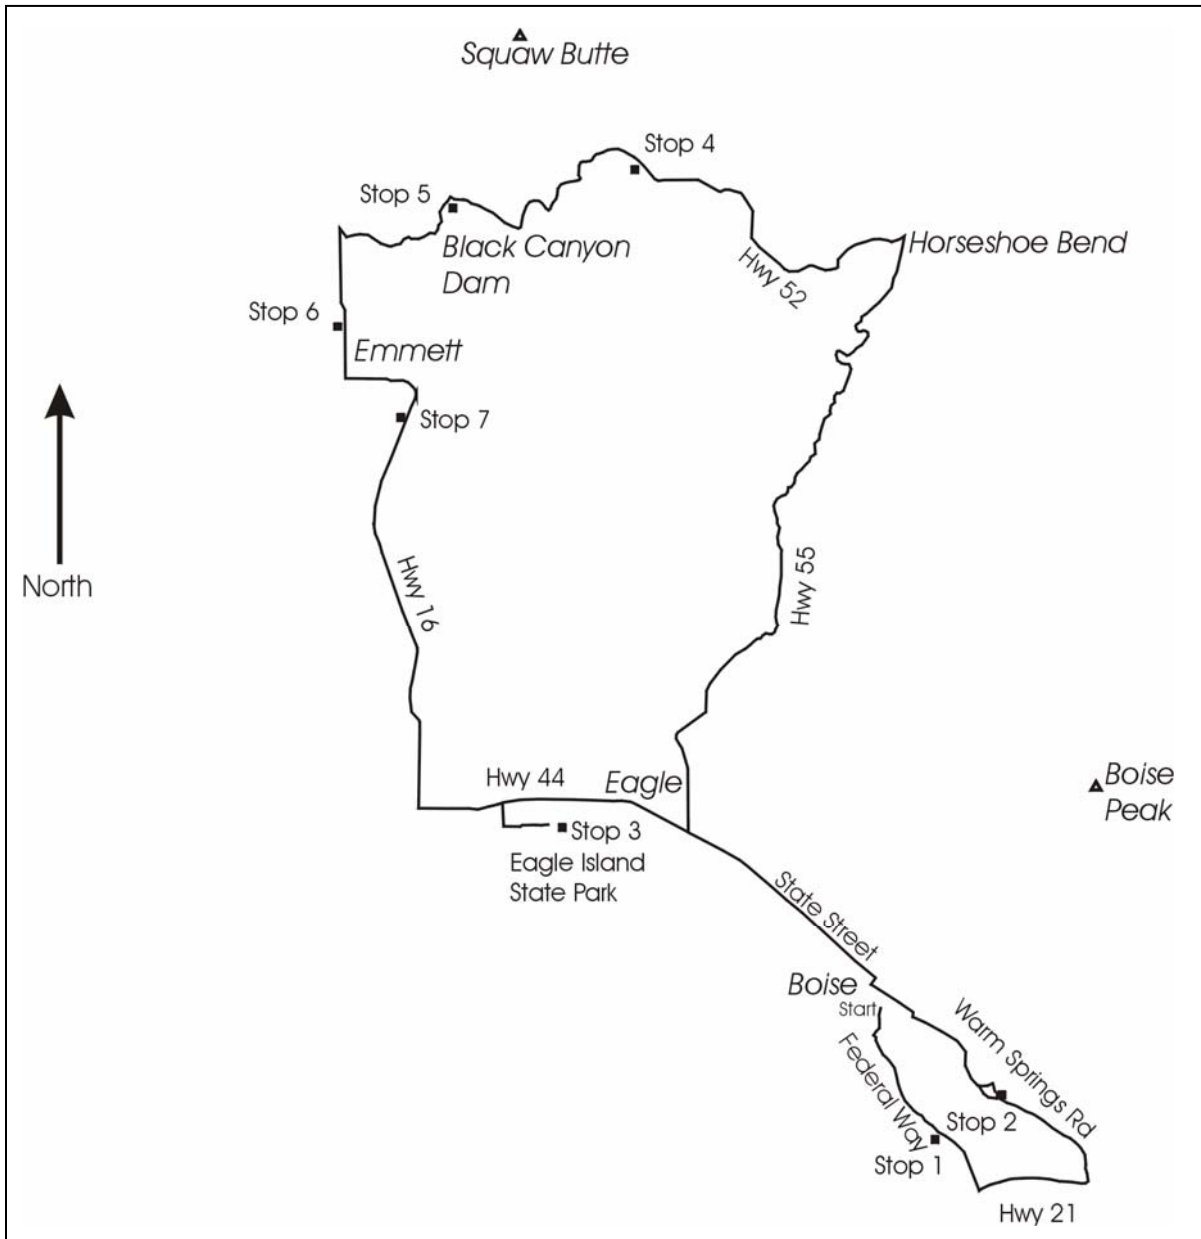 Squaw Butte
Stop 4
Stop 5
Black Canyon
Dam
Horseshoe Bend
Hwy 52
Stop 6
Emmett
Stop 7
North
Hwy 16
Hwy 55
Hwy 44
Eagle
Boise
Peak
Stop 3
Eagle Island
State Park
State Street
Boise
Start
Warm Springs Rd
Federal Way
Stop 2
Stop 1
Hwy 21